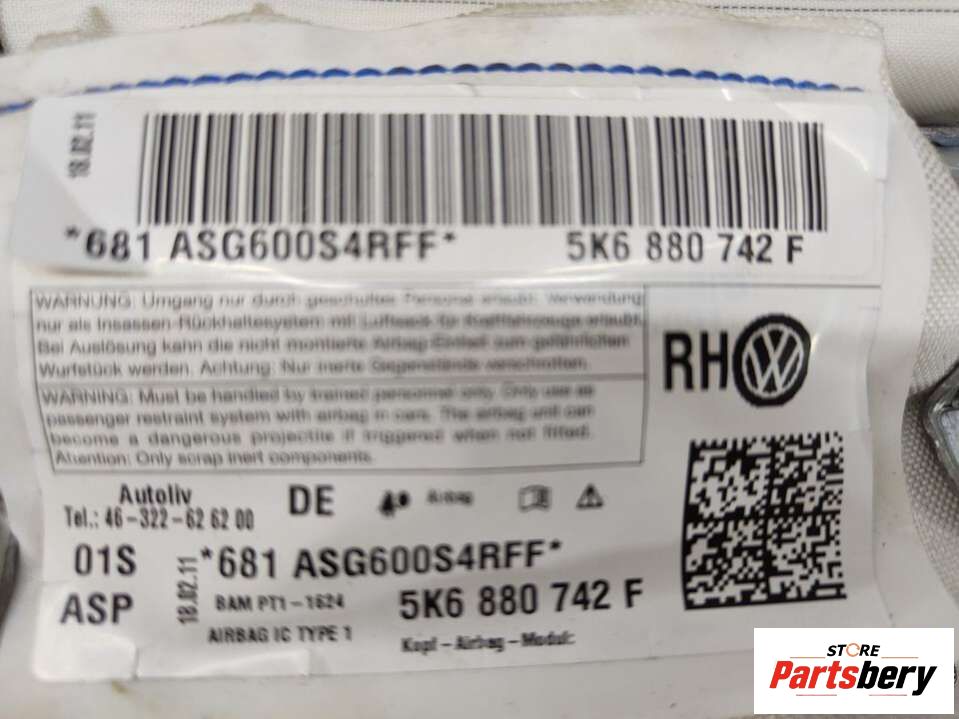 18.02.11
*681 ASG600S4RFF* 5K6 880 742 F
WARNUNG: Umgang nur durch geschultes Personal erlaubt. Verwendung
nur als Insassen-Rückhaltesystem mit Luftsack für Kraftfahrzeuge erlaubt.
Bei Auslösung kann die nicht montierte Airbag-Einheit zum gefährlichen
Wurfstück werden. Achtung: Nur inerte Gegenstände verschrotten.
WARNING: Must be handled by trained personnel only. Only use as
passenger restraint system with airbag in cars. The airbag unit can
become a dangerous projectile if triggered when not fitted.
Attention: Only scrap inert components.
RH
Autoliv DE Airbag
Tel.: 46-322-62 62 00
01S 18.02.11 *681 ASG600S4RFF*
ASP BAM PT1-1624 5K6 880 742 F
AIRBAG IC TYPE 1 Kopf-Airbag-Modul:
STORE
Partsbery